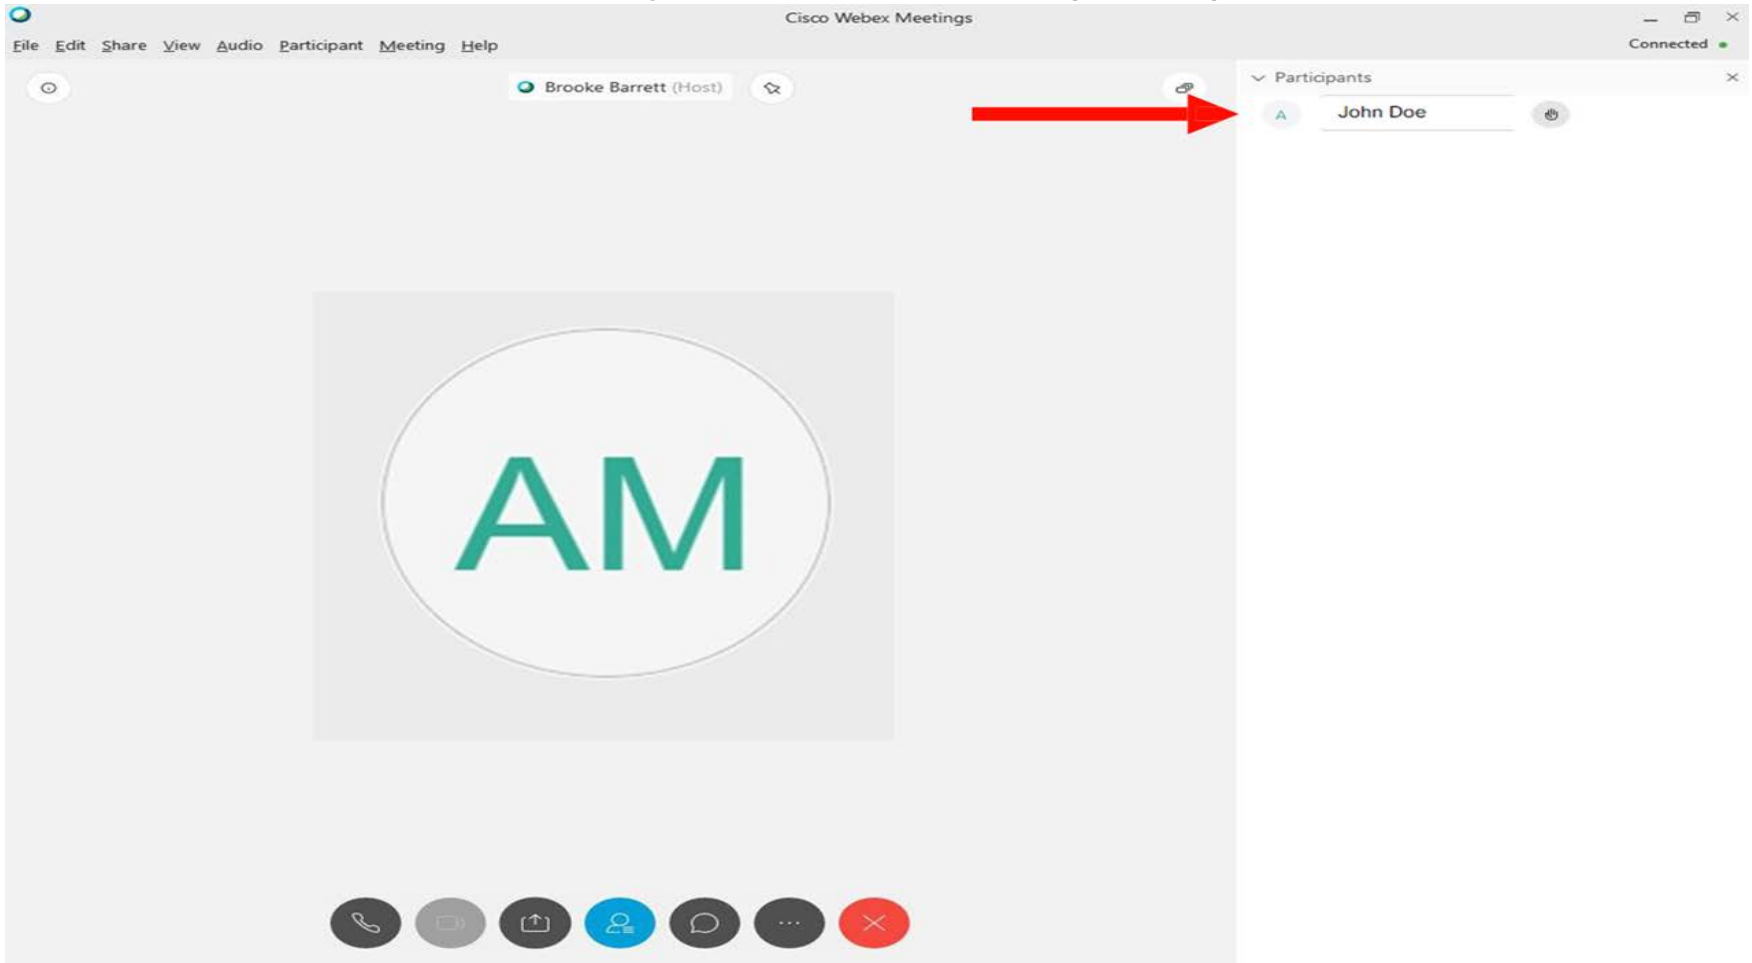 Cisco Webex Meetings
File Edit Share View Audio Participant Meeting Help
Connected
Brooke Barrett (Host)
Participants
A John Doe
AM